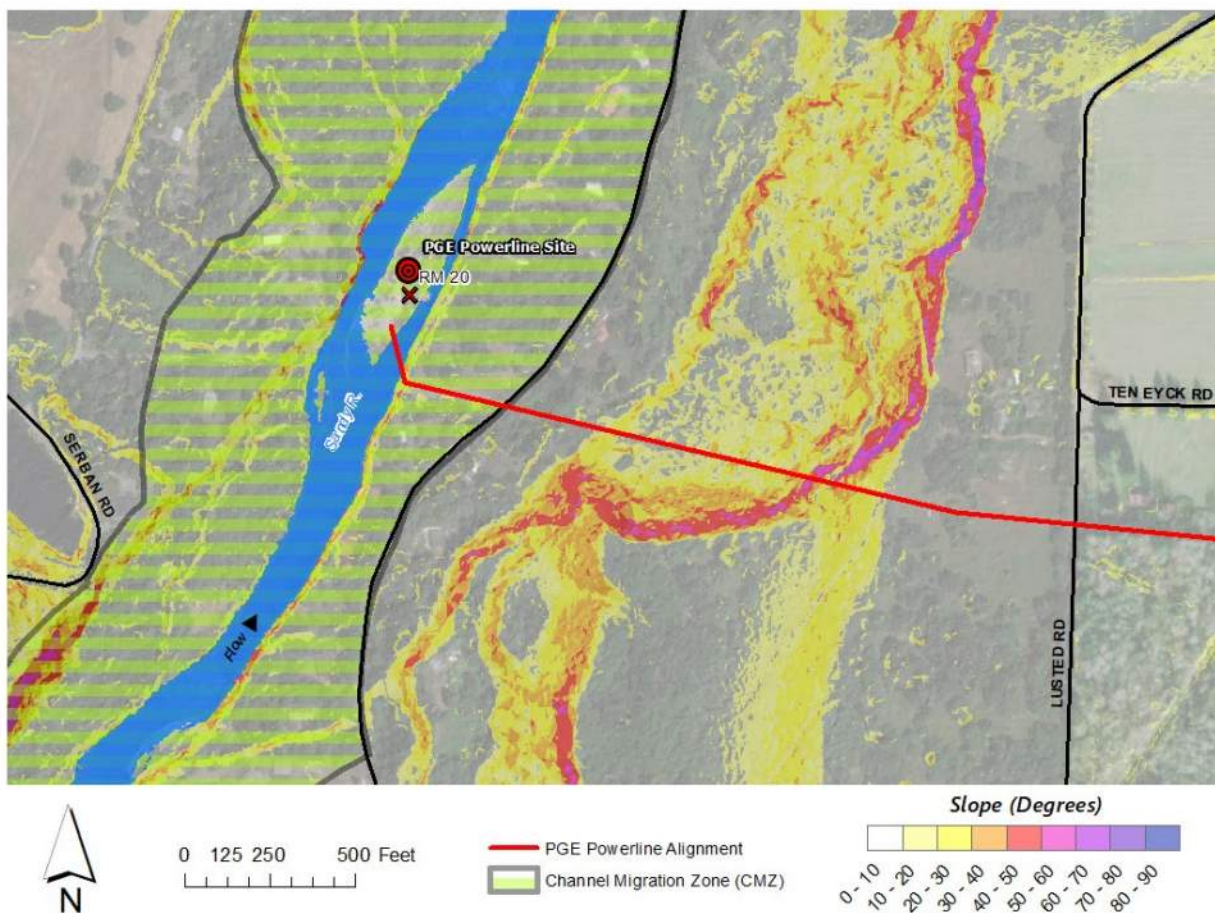 PGE Powerline Site
RM 20
Sandy R.
Flow
SERBAN RD
TEN EYCK RD
LUSTED RD
N
0 125 250 500 Feet
PGE Powerline Alignment
Channel Migration Zone (CMZ)
Slope (Degrees)
0 - 10
10 - 20
20 - 30
30 - 40
40 - 50
50 - 60
60 - 70
70 - 80
80 - 90